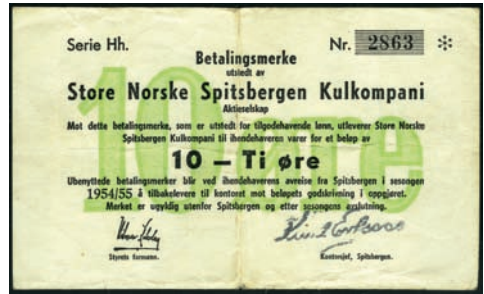 Serie Hh.
Nr. 2863 *
Betalingsmerke
utstedt av
Store Norske Spitsbergen Kulkompani
Aktieselskap
Mot dette betalingsmerke, som er utstedt for tilgodehavende lønn, utleverer Store Norske
Spitsbergen Kulkompani til ihendehaveren varer for et beløp av
10 — Ti øre
Ubenyttede betalingsmerker blir ved ihendehaverens avreise fra Spitsbergen i sesongen
1954/55 å tilbakelevere til kontoret mot beløpets godskrivning i oppgjøret.
Merket er ugyldig utenfor Spitsbergen og etter sesongens avslutning.
Styrets formann.
Kontorsjef, Spitsbergen.
10 øre